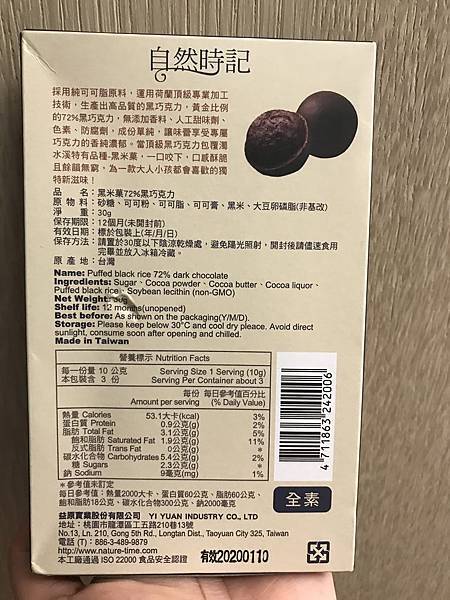 自然時記
採用純可可脂原料，運用荷蘭頂級專業加工
技術，生產出高品質的黑巧克力，黃金比例
的72%黑巧克力，無添加香料、人工甜味劑、
色素、防腐劑，成份單純，讓味蕾享受專屬
巧克力的香純濃郁。當頂級黑巧克力包覆濁
水溪特有品種-黑米菓，一口咬下，口感酥脆
且餘韻無窮，為一款大人小孩都會喜歡的獨
特新滋味！
品名：黑米菓72%黑巧克力
原物料：砂糖、可可粉、可可脂、可可膏、黑米、大豆卵磷脂(非基改)
淨重：30g
保存期限：12個月(未開封前)
有效日期：標於包裝上(年/月/日)
保存方法：請置於30度以下陰涼乾燥處，避免陽光照射，開封後請儘速食用
完畢並放入冰箱冷藏。
原產地：台灣
Name: Puffed black rice 72% dark chocolate
Ingredients: Sugar、Cocoa powder、Cocoa butter、Cocoa liquor、
Puffed black rice、Soybean lecithin (non-GMO)
Net Weight: 30g
Shelf life: 12 months(unopened)
Best before: As shown on the packaging(Y/M/D).
Storage: Please keep below 30°C and cool dry pleace. Avoid direct
sunlight, consume soon after opening and chilled.
Made in Taiwan
營養標示 Nutrition Facts
每一份量 10 公克 Serving Size 1 Serving (10g)
本包裝含 3 份 Serving Per Container about 3
每份 每日參考值百分比
Amount per serving (% Daily Value)
熱量 Calories 53.1大卡(kcal) 3%
蛋白質 Protein 0.9公克(g) 2%
脂肪 Total Fat 3.1公克(g) 5%
飽和脂肪 Saturated Fat 1.9公克(g) 11%
反式脂肪 Trans Fat 0公克(g) *
碳水化合物 Carbohydrates 5.4公克(g) 2%
糖 Sugars 2.3公克(g) *
鈉 Sodium 9毫克(mg) 1%
*參考值未訂定
每日參考值：熱量2000大卡、蛋白質60公克、脂肪60公克、
飽和脂肪18公克、碳水化合物300公克、鈉2000毫克
4 711863 242006
全素
益原實業股份有限公司 YI YUAN INDUSTRY CO., LTD
地址：桃園市龍潭區工五路210巷13號
No.13, Ln. 210, Gong 5th Rd., Longtan Dist., Taoyuan City 325, Taiwan
電話 (T)：886-3-489-9879
http://www.nature-time.com
本工廠通過 ISO 22000 食品安全認證
有效20200110